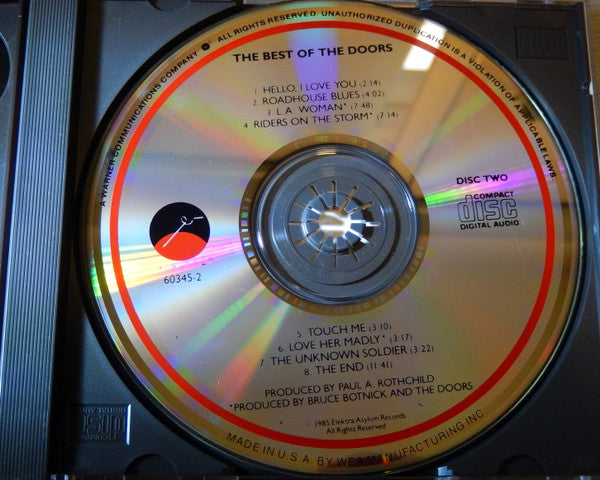 A WARNER COMMUNICATIONS COMPANY ALL RIGHTS RESERVED. UNAUTHORIZED DUPLICATION IS A VIOLATION OF APPLICABLE LAWS.
THE BEST OF THE DOORS
1 HELLO, I LOVE YOU (2:14)
2 ROADHOUSE BLUES (4:02)
3 L.A. WOMAN* (7:48)
4 RIDERS ON THE STORM* (7:14)
DISC TWO
COMPACT
disc
DIGITAL AUDIO
60345-2
5 TOUCH ME (3:10)
6 LOVE HER MADLY* (3:17)
7 THE UNKNOWN SOLDIER (3:22)
8 THE END (11:41)
PRODUCED BY PAUL A. ROTHCHILD
*PRODUCED BY BRUCE BOTNICK AND THE DOORS
1985 Elektra Asylum Records
All Rights Reserved
MADE IN U.S.A. BY WEA MANUFACTURING INC.
COMPACT
disc
DIGITAL AUDIO